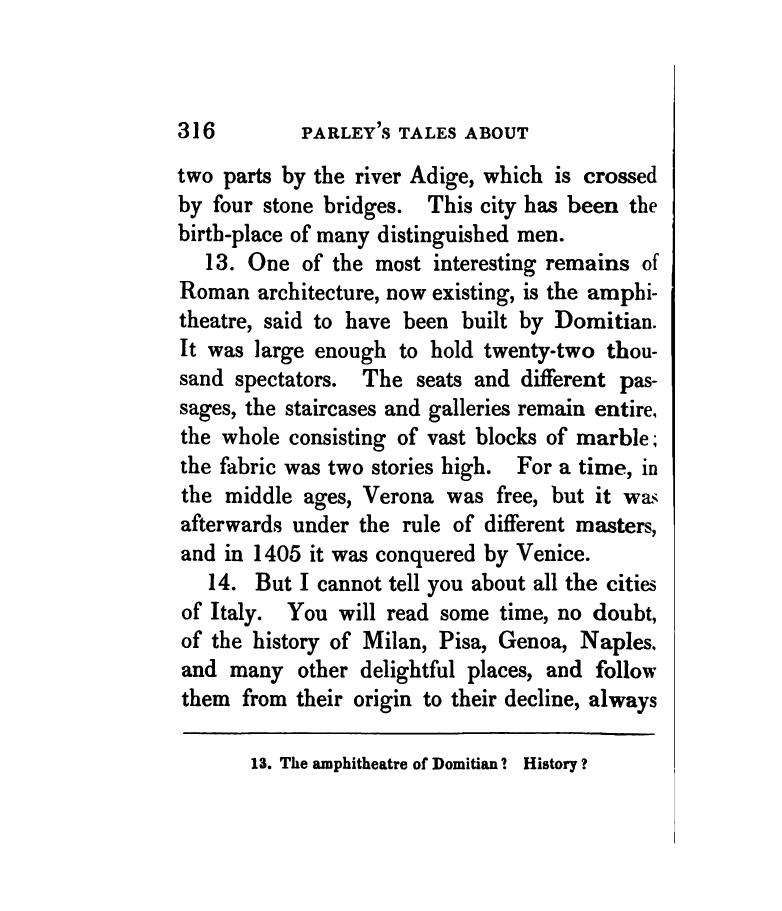 316 PARLEY'S TALES ABOUT
two parts by the river Adige, which is crossed
by four stone bridges. This city has been the
birth-place of many distinguished men.
13. One of the most interesting remains of
Roman architecture, now existing, is the amphi-
theatre, said to have been built by Domitian.
It was large enough to hold twenty-two thou-
sand spectators. The seats and different pas-
sages, the staircases and galleries remain entire,
the whole consisting of vast blocks of marble;
the fabric was two stories high. For a time, in
the middle ages, Verona was free, but it was
afterwards under the rule of different masters,
and in 1405 it was conquered by Venice.
14. But I cannot tell you about all the cities
of Italy. You will read some time, no doubt,
of the history of Milan, Pisa, Genoa, Naples,
and many other delightful places, and follow
them from their origin to their decline, always
13. The amphitheatre of Domitian? History?